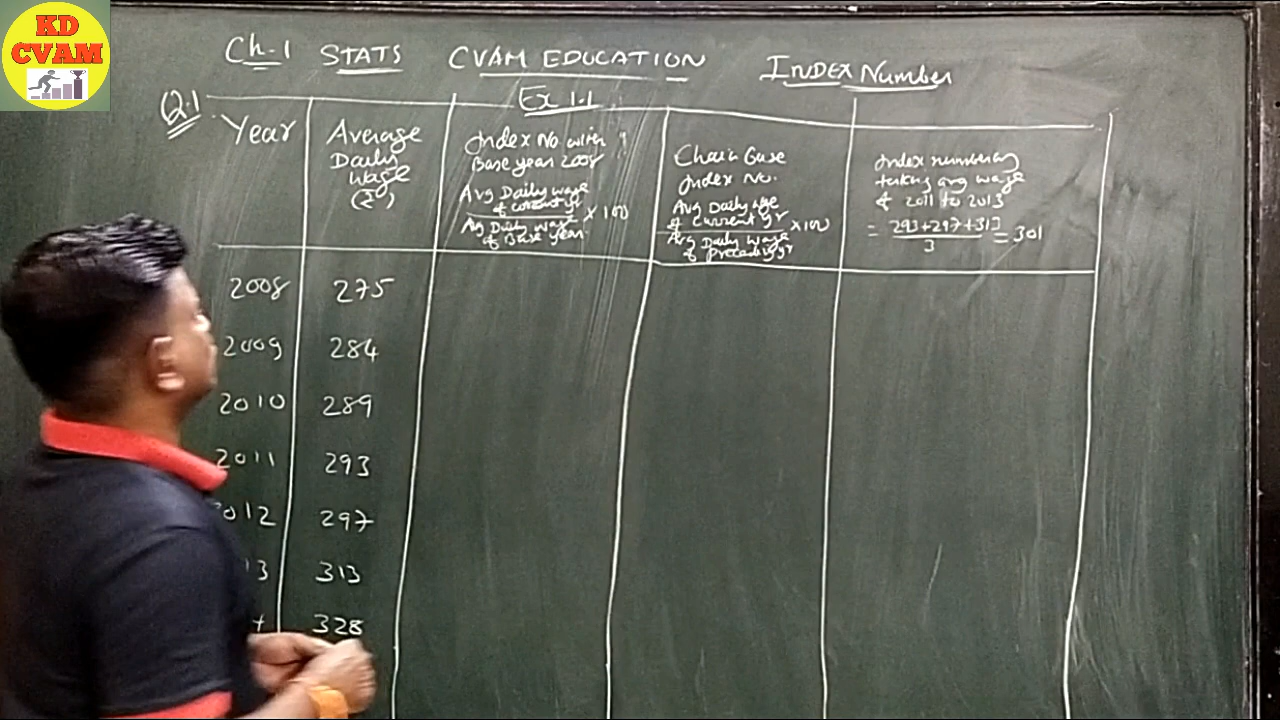 KD
CVAM
Ch-1 STATS CVAM EDUCATION INDEX Number
Ex 1.1
Q.1
Year
Average
Daily
wage
(₹)
Index No. with
Base year 2008
Avg Daily wage
of current yr
Avg Daily wage
of Base year
× 100
Chain Base
Index No.
Avg Daily
of current yr
Avg Daily wage
of preceding yr
×100
Index number by
taking avg wage
of 2011 to 2013
= 293+297+313
3
= 301
2008 275
2009 284
2010 289
2011 293
2012 297
13 313
328